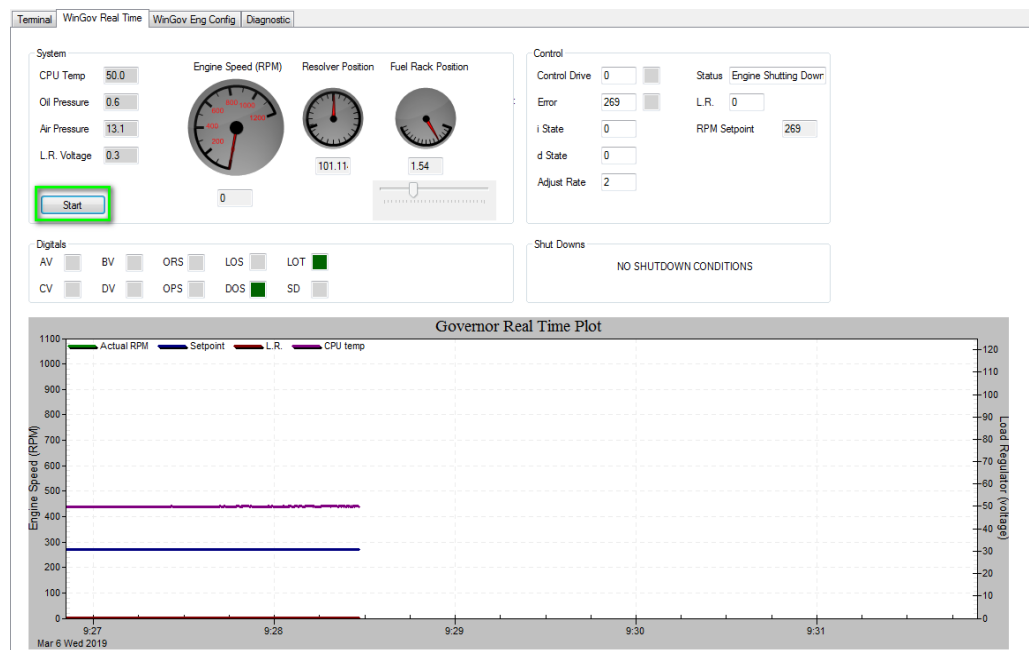 Terminal WinGov Real Time WinGov Eng Config Diagnostic
System
CPU Temp 50.0
Oil Pressure 0.6
Air Pressure 13.1
L.R. Voltage 0.3
Start
Engine Speed (RPM)
200 400 600 800 1000 1200
0
Resolver Position
101.11
Fuel Rack Position
1.54
Control
Control Drive 0
Error 269
i State 0
d State 0
Adjust Rate 2
Status Engine Shutting Down
L.R. 0
RPM Setpoint 269
Digitals
AV BV ORS LOS LOT
CV DV OPS DOS SD
Shut Downs
NO SHUTDOWN CONDITIONS
Governor Real Time Plot
Actual RPM Setpoint L.R. CPU temp
Engine Speed (RPM)
1100
1000
900
800
700
600
500
400
300
200
100
0
120
110
100
90
80
70
60
50
40
30
20
10
0
Load Regulator (voltage)
9:27 9:28 9:29 9:30 9:31
Mar 6 Wed 2019